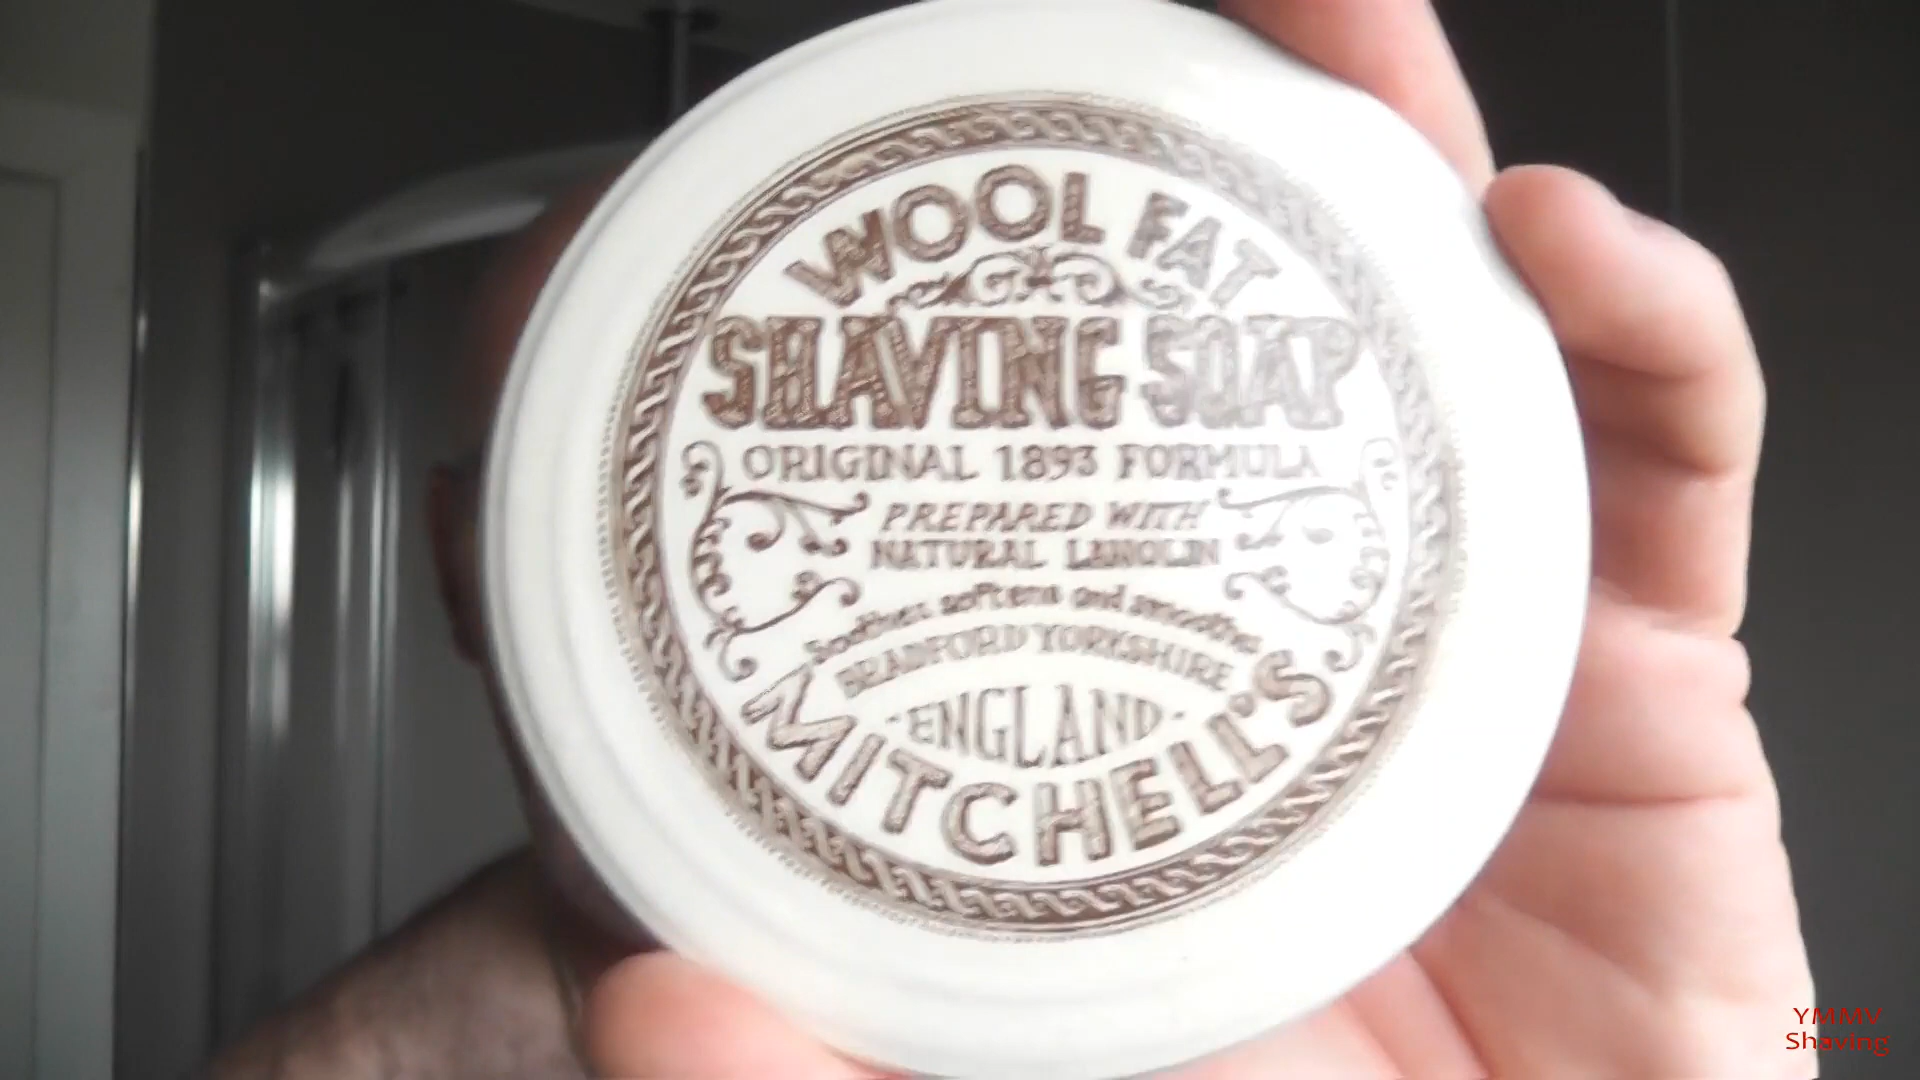 WOOL FAT
SHAVING SOAP
ORIGINAL 1893 FORMULA
PREPARED WITH
NATURAL LANOLIN
Soothes softens and smoothes
BRADFORD YORKSHIRE
-ENGLAND-
MITCHELL'S
YMMV
Shaving